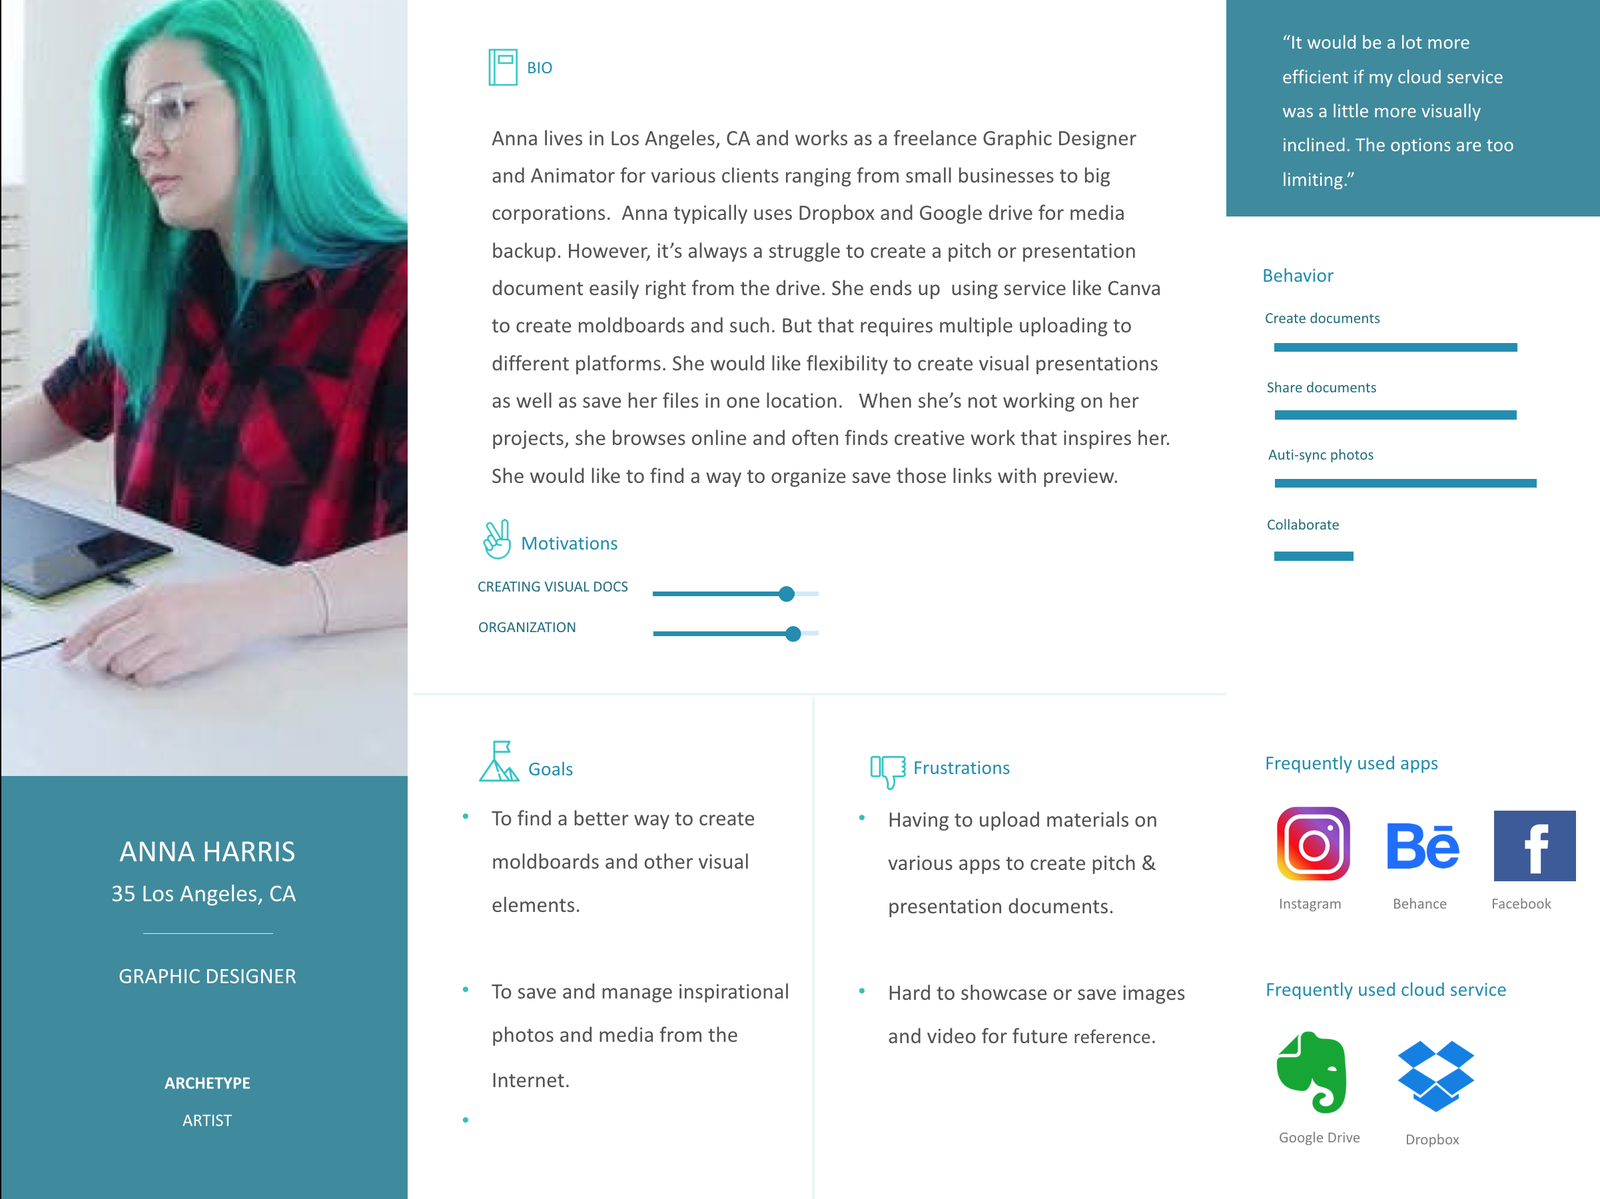 ANNA HARRIS
35 Los Angeles, CA
GRAPHIC DESIGNER
ARCHETYPE
ARTIST
BIO
Anna lives in Los Angeles, CA and works as a freelance Graphic Designer
and Animator for various clients ranging from small businesses to big
corporations.  Anna typically uses Dropbox and Google drive for media
backup. However, it’s always a struggle to create a pitch or presentation
document easily right from the drive. She ends up  using service like Canva
to create moldboards and such. But that requires multiple uploading to
different platforms. She would like flexibility to create visual presentations
as well as save her files in one location.   When she’s not working on her
projects, she browses online and often finds creative work that inspires her.
She would like to find a way to organize save those links with preview.
Motivations
CREATING VISUAL DOCS
ORGANIZATION
Goals
• To find a better way to create
moldboards and other visual
elements.
• To save and manage inspirational
photos and media from the
Internet.
•
Frustrations
• Having to upload materials on
various apps to create pitch &
presentation documents.
• Hard to showcase or save images
and video for future reference.
“It would be a lot more
efficient if my cloud service
was a little more visually
inclined. The options are too
limiting.”
Behavior
Create documents
Share documents
Auti-sync photos
Collaborate
Frequently used apps
Bē
f
Instagram
Behance
Facebook
Frequently used cloud service
Google Drive
Dropbox